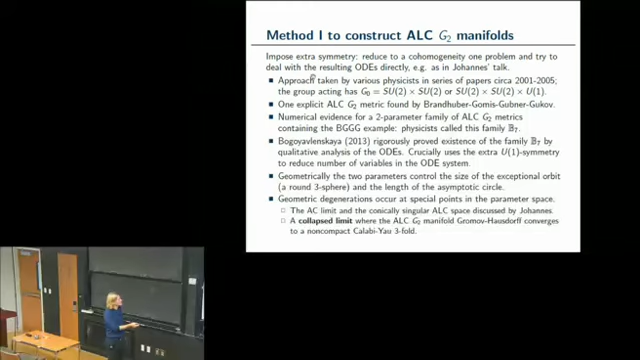 Method I to construct ALC G₂ manifolds
Impose extra symmetry: reduce to a cohomogeneity one problem and try to
deal with the resulting ODEs directly, e.g. as in Johannes' talk.
■ Approach taken by various physicists in series of papers circa 2001-2005;
the group acting has G₀ = SU(2) × SU(2) or SU(2) × SU(2) × U(1).
■ One explicit ALC G₂ metric found by Brandhuber-Gomis-Gubner-Gukov.
■ Numerical evidence for a 2-parameter family of ALC G₂ metrics
containing the BGGG example: physicists called this family 𝔹₇.
■ Bogoyavlenskaya (2013) rigorously proved existence of the family 𝔹₇ by
qualitative analysis of the ODEs. Crucially uses the extra U(1)-symmetry
to reduce number of variables in the ODE system.
■ Geometrically the two parameters control the size of the exceptional orbit
(a round 3-sphere) and the length of the asymptotic circle.
■ Geometric degenerations occur at special points in the parameter space.
□ The AC limit and the conically singular ALC space discussed by Johannes.
□ A collapsed limit where the ALC G₂ manifold Gromov-Hausdorff converges
to a noncompact Calabi-Yau 3-fold.